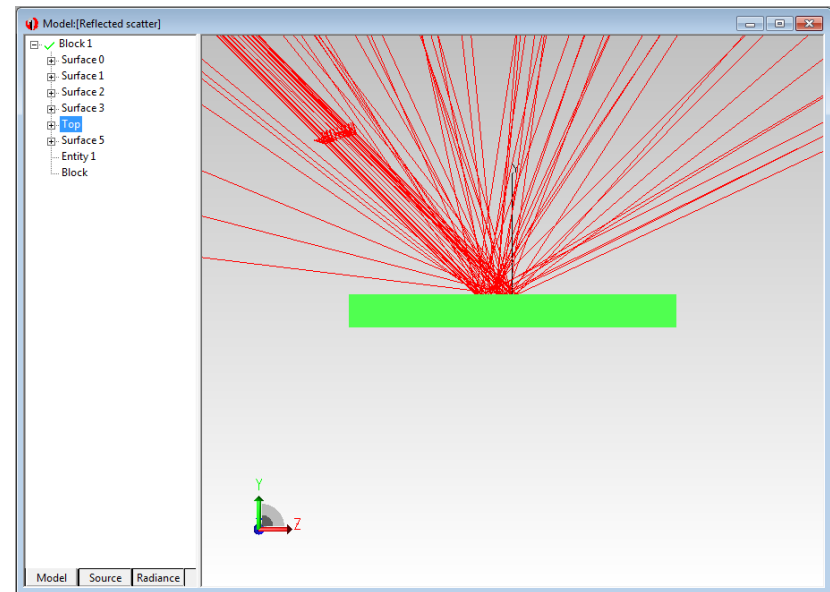 Model:[Reflected scatter]
Block 1
Surface 0
Surface 1
Surface 2
Surface 3
Top
Surface 5
Entity 1
Block
Y
Z
Model Source Radiance